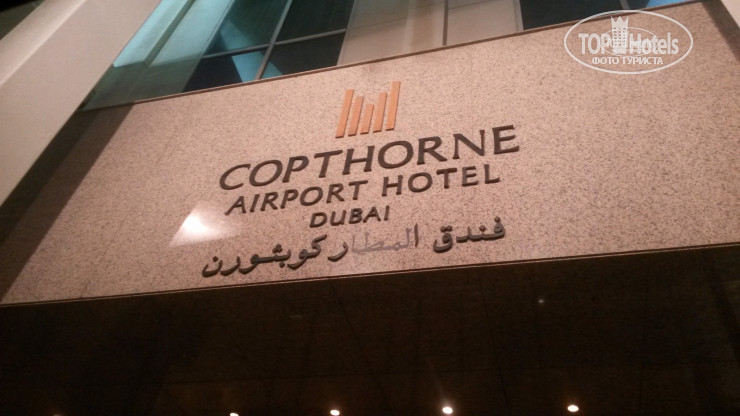 TOP Hotels
ФОТО ТУРИСТА
COPTHORNE
AIRPORT HOTEL
DUBAI
فندق المطار كوبثورن